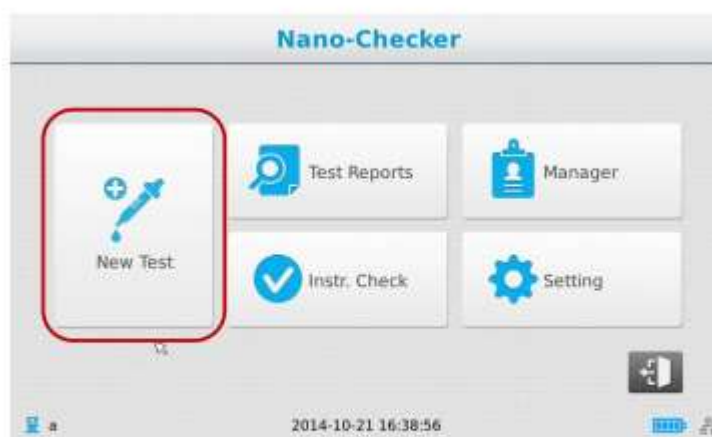 Nano-Checker
New Test
Test Reports
Manager
Instr. Check
Setting
a
2014-10-21 16:38:56